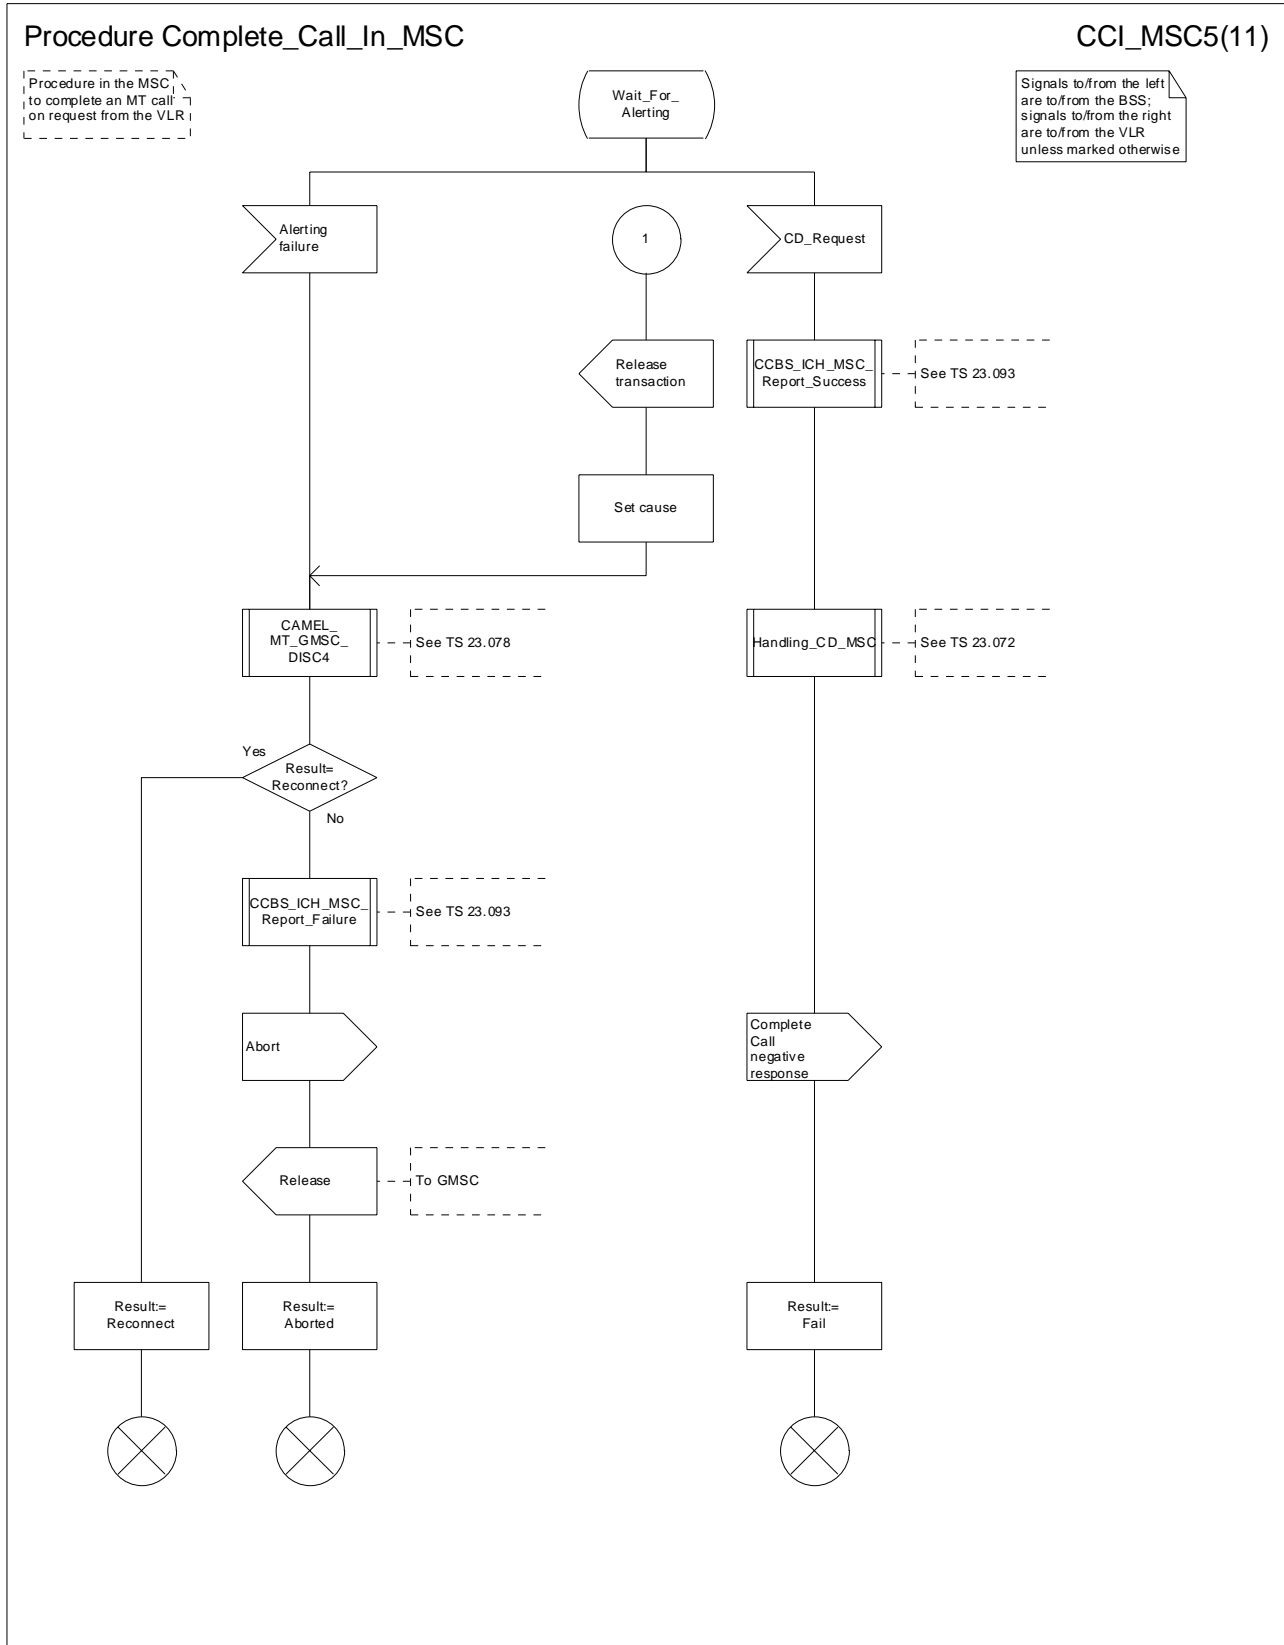 Procedure Complete_Call_In_MSC
CCI_MSC5(11)
Procedure in the MSC
to complete an MT call
on request from the VLR
Wait_For_
Alerting
Signals to/from the left
are to/from the BSS;
signals to/from the right
are to/from the VLR
unless marked otherwise
Alerting
failure
1
CD_Request
Release
transaction
CCBS_ICH_MSC_
Report_Success
See TS 23.093
Set cause
CAMEL_
MT_GMSC_
DISC4
See TS 23.078
Handling_CD_MSC
See TS 23.072
Yes
Result=
Reconnect?
No
CCBS_ICH_MSC_
Report_Failure
See TS 23.093
Abort
Complete
Call
negative
response
Release
To GMSC
Result:=
Reconnect
Result:=
Aborted
Result:=
Fail